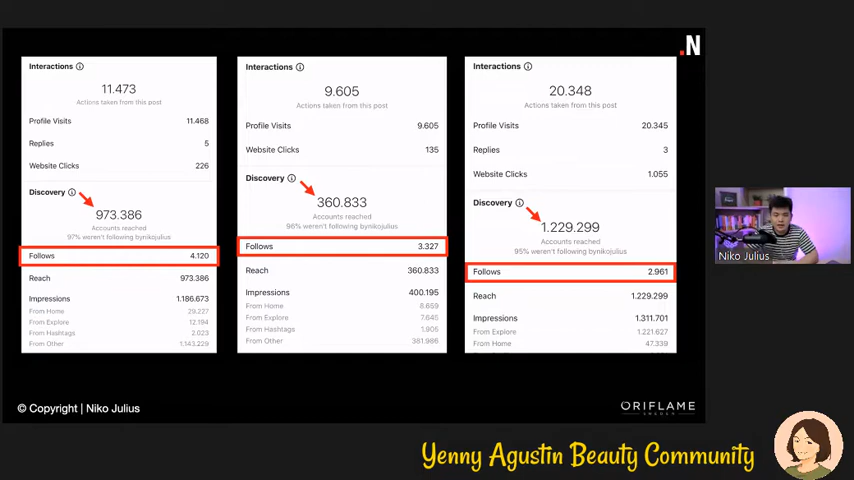 .N
Interactions
11.473
Actions taken from this post
Profile Visits 11.468
Replies 5
Website Clicks 226
Discovery
973.386
Accounts reached
97% weren't following bynikojulius
Follows 4.120
Reach 973.386
Impressions 1.186.673
From Home 29.227
From Explore 12.194
From Hashtags 2.023
From Other 1,143.229
Interactions
9.605
Actions taken from this post
Profile Visits 9.605
Website Clicks 135
Discovery
360.833
Accounts reached
96% weren't following bynikojulius
Follows 3.327
Reach 360.833
Impressions 400.195
From Home 8.659
From Explore 7.645
From Hashtags 1.905
From Other 381.986
Interactions
20.348
Actions taken from this post
Profile Visits 20.345
Replies 3
Website Clicks 1.055
Discovery
1.229.299
Accounts reached
95% weren't following bynikojulius
Follows 2.961
Reach 1.229.299
Impressions 1.311.701
From Explore 1,221.627
From Home 47.339
Niko Julius
© Copyright | Niko Julius
ORIFLAME
SWEDEN
Yenny Agustin Beauty Community